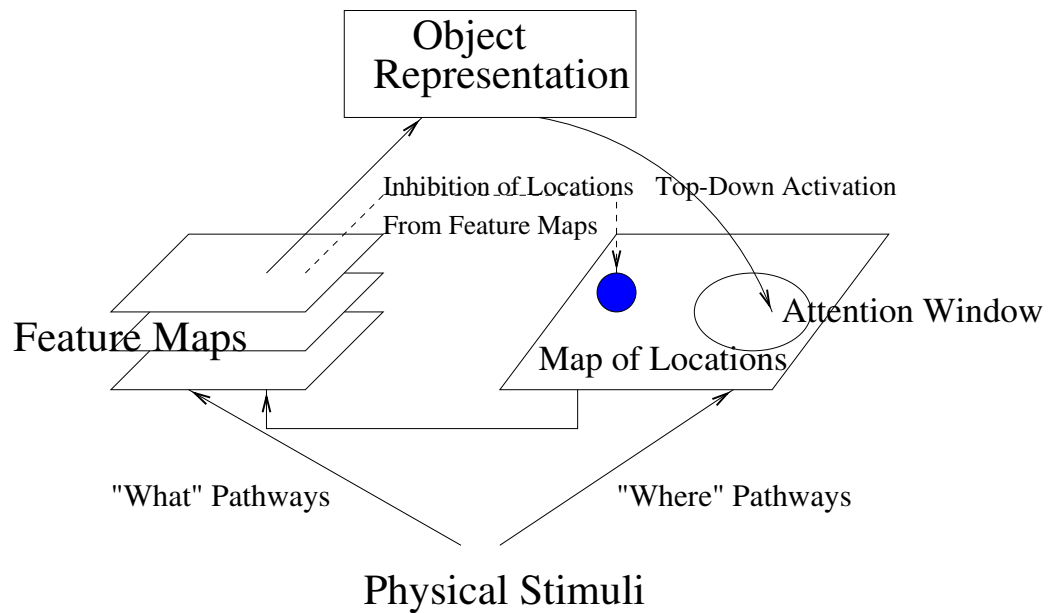 Object
Representation
Inhibition of Locations
Top-Down Activation
From Feature Maps
Feature Maps
Attention Window
Map of Locations
"What" Pathways
"Where" Pathways
Physical Stimuli